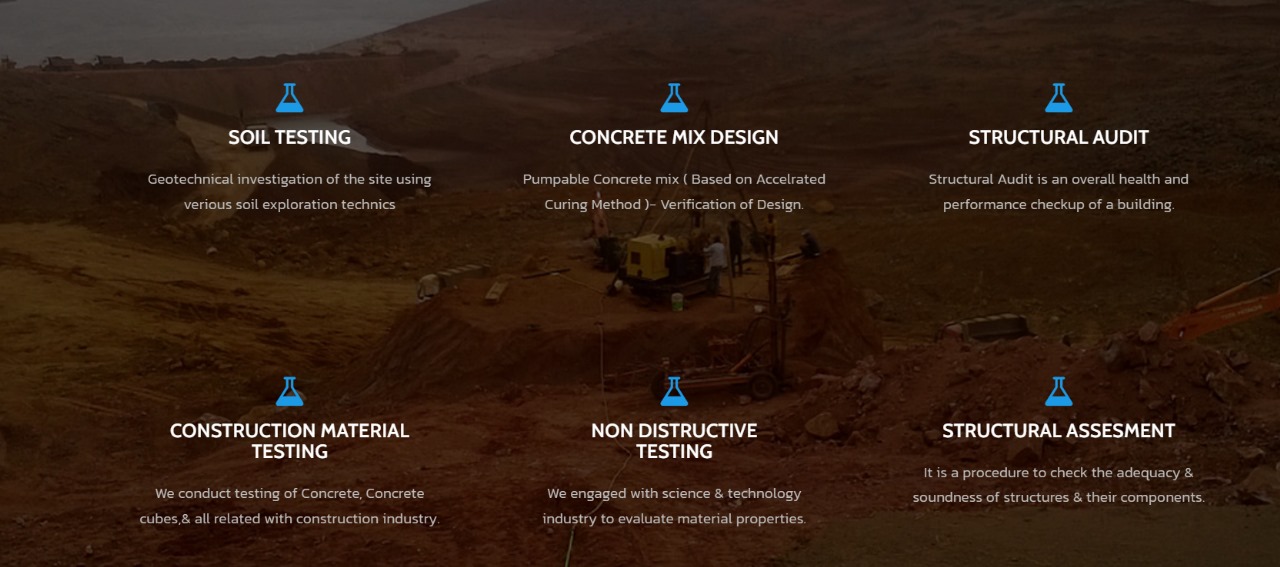 SOIL TESTING
Geotechnical investigation of the site using
verious soil exploration technics
CONCRETE MIX DESIGN
Pumpable Concrete mix ( Based on Accelrated
Curing Method )- Verification of Design.
STRUCTURAL AUDIT
Structural Audit is an overall health and
performance checkup of a building.
CONSTRUCTION MATERIAL
TESTING
We conduct testing of Concrete, Concrete
cubes,& all related with construction industry.
NON DISTRUCTIVE
TESTING
We engaged with science & technology
industry to evaluate material properties.
STRUCTURAL ASSESMENT
It is a procedure to check the adequacy &
soundness of structures & their components.